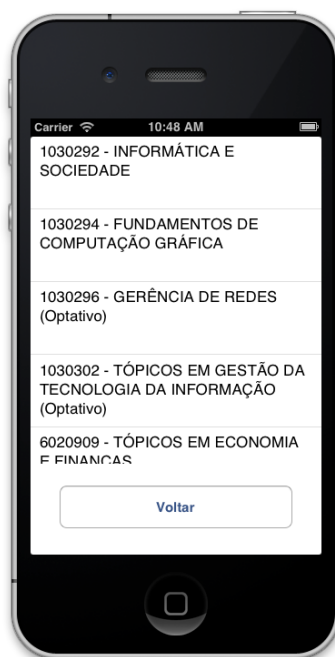 Carrier 10:48 AM
1030292 - INFORMÁTICA E
SOCIEDADE
1030294 - FUNDAMENTOS DE
COMPUTAÇÃO GRÁFICA
1030296 - GERÊNCIA DE REDES
(Optativo)
1030302 - TÓPICOS EM GESTÃO DA
TECNOLOGIA DA INFORMAÇÃO
(Optativo)
6020909 - TÓPICOS EM ECONOMIA
E FINANÇAS
Voltar